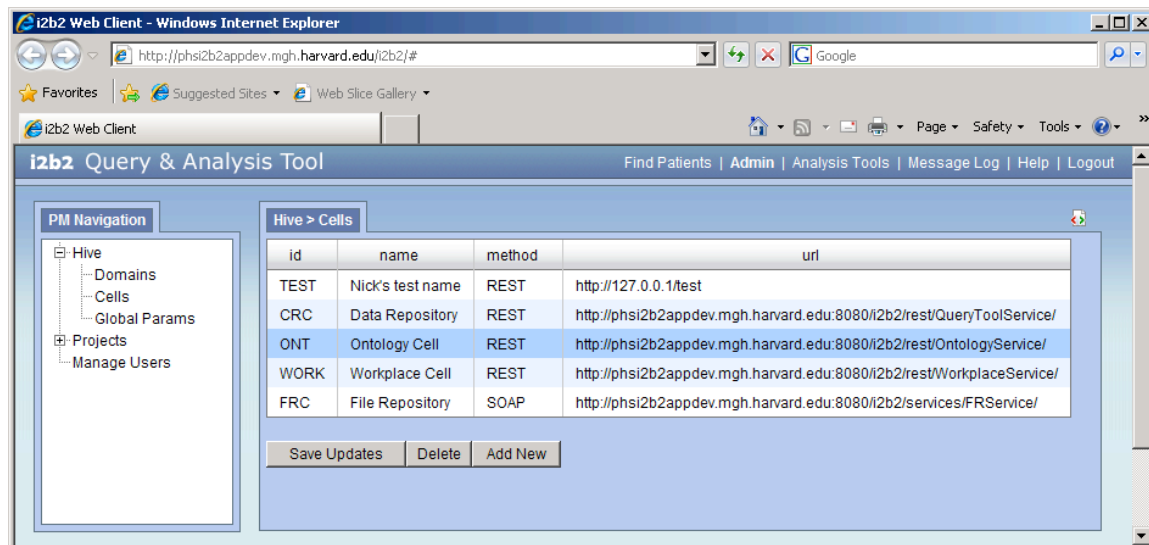 i2b2 Web Client - Windows Internet Explorer
http://phsi2b2appdev.mgh.harvard.edu/i2b2/#
Google
Favorites Suggested Sites Web Slice Gallery
i2b2 Web Client Page Safety Tools »
i2b2 Query & Analysis Tool Find Patients | Admin | Analysis Tools | Message Log | Help | Logout
PM Navigation
Hive
Domains
Cells
Global Params
Projects
Manage Users
Hive > Cells
id name method url
TEST Nick's test name REST http://127.0.0.1/test
CRC Data Repository REST http://phsi2b2appdev.mgh.harvard.edu:8080/i2b2/rest/QueryToolService/
ONT Ontology Cell REST http://phsi2b2appdev.mgh.harvard.edu:8080/i2b2/rest/OntologyService/
WORK Workplace Cell REST http://phsi2b2appdev.mgh.harvard.edu:8080/i2b2/rest/WorkplaceService/
FRC File Repository SOAP http://phsi2b2appdev.mgh.harvard.edu:8080/i2b2/services/FRService/
Save Updates Delete Add New